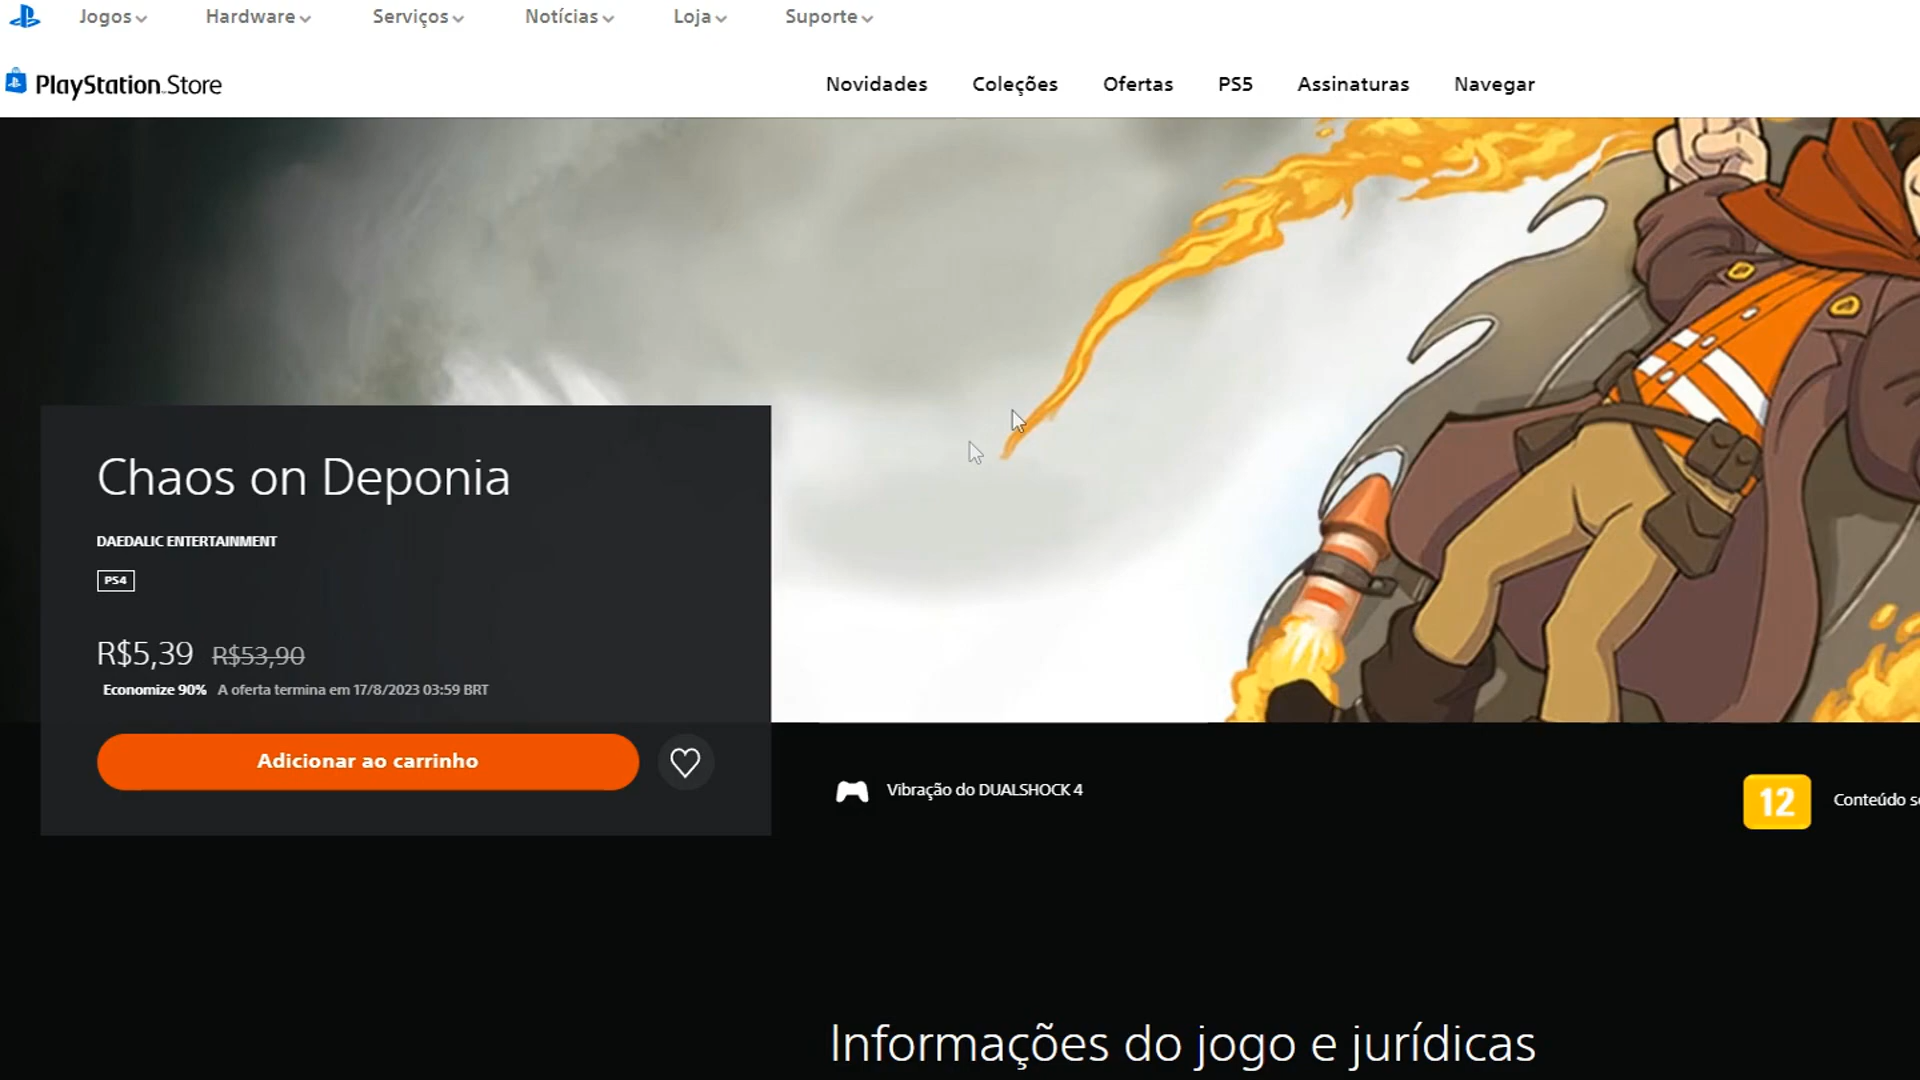 Jogos Hardware Serviços Notícias Loja Suporte
PlayStation Store Novidades Coleções Ofertas PS5 Assinaturas Navegar
Chaos on Deponia
DAEDALIC ENTERTAINMENT
PS4
R$5,39 R$53,90
Economize 90% A oferta termina em 17/8/2023 03:59 BRT
Adicionar ao carrinho
Vibração do DUALSHOCK 4
12 Conteúdo
Informações do jogo e jurídicas